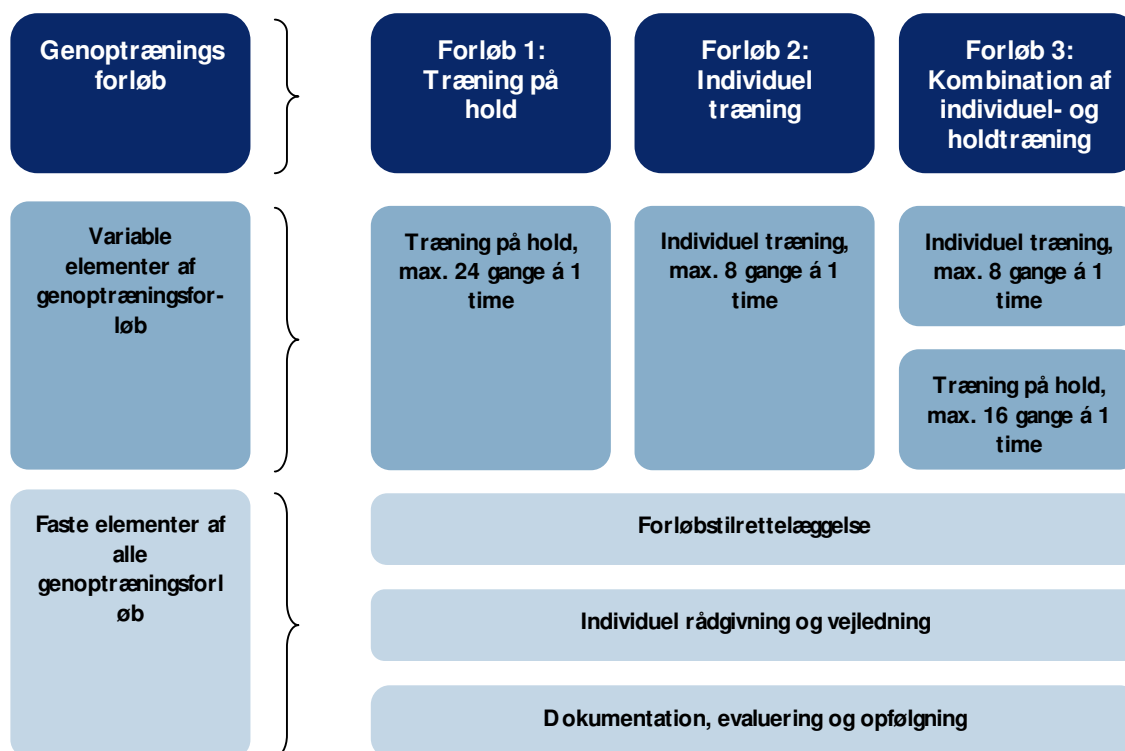 Genoptrænings
forløb
Forløb 1:
Træning på
hold
Forløb 2:
Individuel
træning
Forløb 3:
Kombination af
individuel- og
holdtræning
Variable
elementer af
genoptræningsfor-
løb
Træning på hold,
max. 24 gange á 1
time
Individuel træning,
max. 8 gange á 1
time
Individuel træning,
max. 8 gange á 1
time
Træning på hold,
max. 16 gange á 1
time
Faste elementer af
alle
genoptræningsforl
øb
Forløbstilrettelæggelse
Individuel rådgivning og vejledning
Dokumentation, evaluering og opfølgning